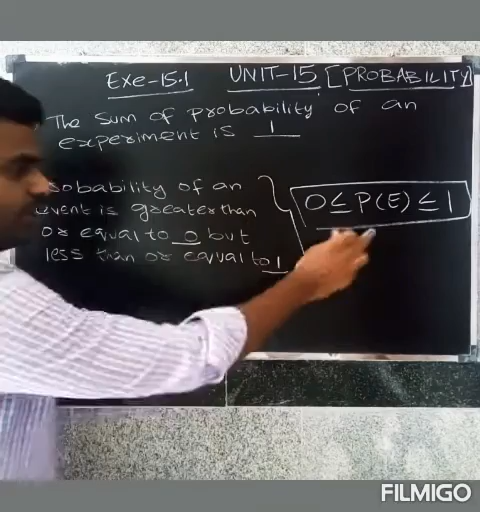 Exe-15.1 UNIT-15 [PROBABILITY]
The Sum of probability of an
experiment is 1
obability of an
event is greater than
or equal to 0 but
less than or equal to 1
0 ≤ P(E) ≤ 1
FILMIGO